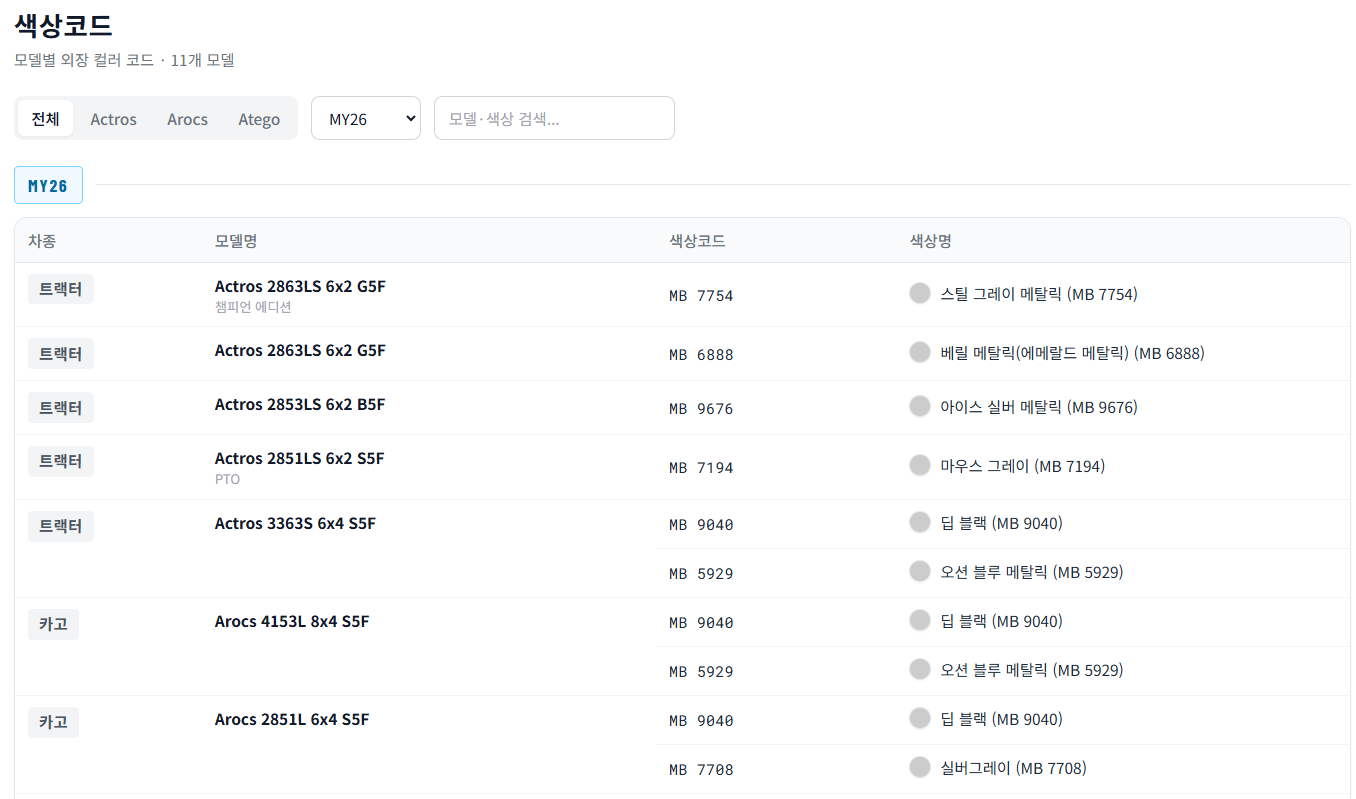 색상코드
모델별 외장 컬러 코드 · 11개 모델
전체 Actros Arocs Atego MY26 모델·색상 검색...
MY26
차종 모델명 색상코드 색상명
트랙터 Actros 2863LS 6x2 G5F MB 7754 스틸 그레이 메탈릭 (MB 7754)
챔피언 에디션
트랙터 Actros 2863LS 6x2 G5F MB 6888 베릴 메탈릭(에메랄드 메탈릭) (MB 6888)
트랙터 Actros 2853LS 6x2 B5F MB 9676 아이스 실버 메탈릭 (MB 9676)
트랙터 Actros 2851LS 6x2 S5F MB 7194 마우스 그레이 (MB 7194)
PTO
트랙터 Actros 3363S 6x4 S5F MB 9040 딥 블랙 (MB 9040)
MB 5929 오션 블루 메탈릭 (MB 5929)
카고 Arocs 4153L 8x4 S5F MB 9040 딥 블랙 (MB 9040)
MB 5929 오션 블루 메탈릭 (MB 5929)
카고 Arocs 2851L 6x4 S5F MB 9040 딥 블랙 (MB 9040)
MB 7708 실버그레이 (MB 7708)